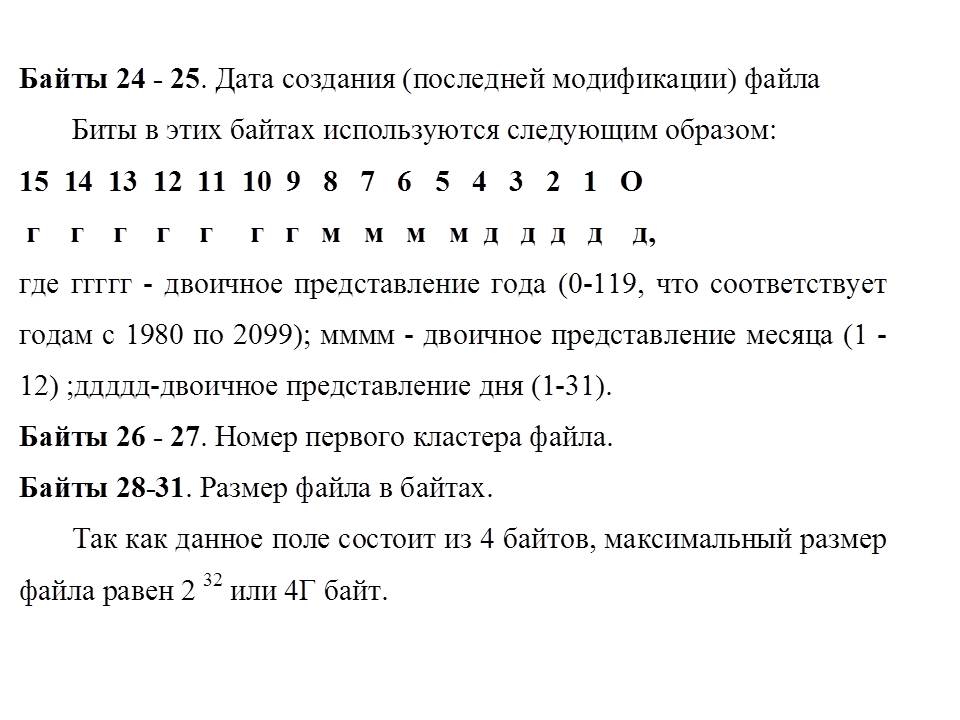 Байты 24 - 25. Дата создания (последней модификации) файла
Биты в этих байтах используются следующим образом:
15 14 13 12 11 10 9 8 7 6 5 4 3 2 1 О
г г г г г г г м м м м д д д д д,
где ггггг - двоичное представление года (0-119, что соответствует
годам с 1980 по 2099); мммм - двоичное представление месяца (1 -
12) ;ддддд-двоичное представление дня (1-31).
Байты 26 - 27. Номер первого кластера файла.
Байты 28-31. Размер файла в байтах.
Так как данное поле состоит из 4 байтов, максимальный размер
файла равен 2 ³² или 4Г байт.